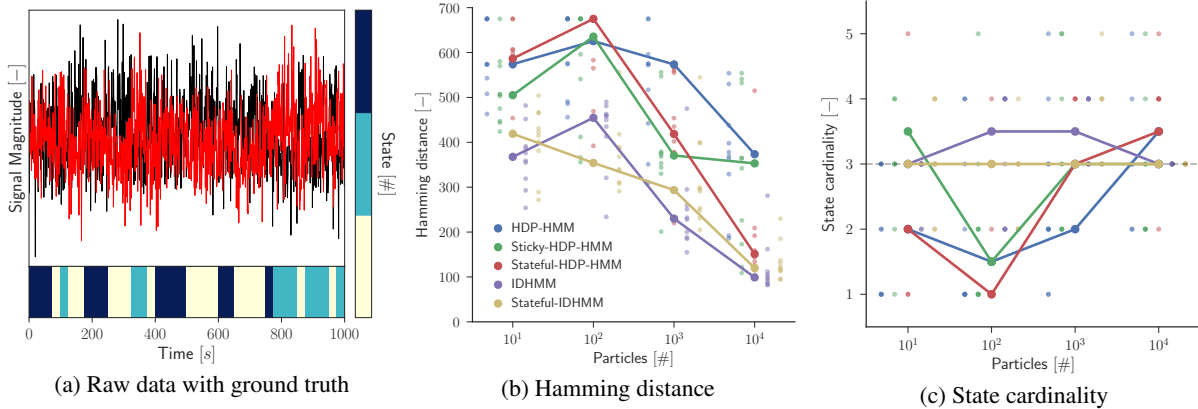 Signal Magnitude [−]
State [#]
0 200 400 600 800 1000
Time [s]
(a) Raw data with ground truth
700
600
500
400
300
200
100
0
Hamming distance
[−]
HDP-HMM
Sticky-HDP-HMM
Stateful-HDP-HMM
IDHMM
Stateful-IDHMM
10¹ 10² 10³ 10⁴
Particles [#]
(b) Hamming distance
5
4
3
2
1
State cardinality [−]
10¹ 10² 10³ 10⁴
Particles [#]
(c) State cardinality